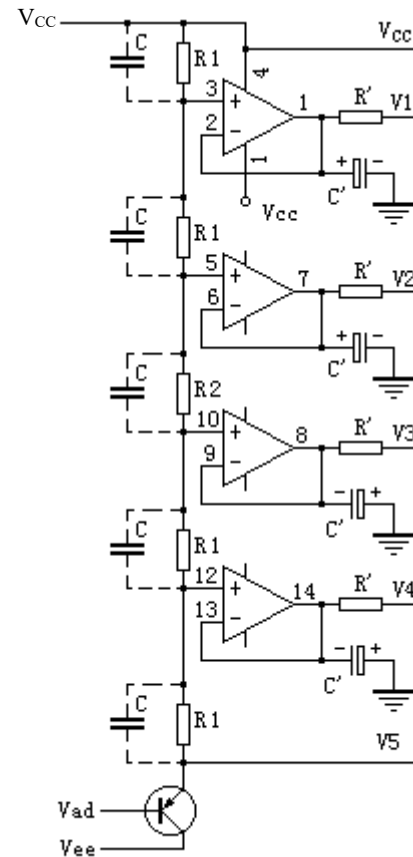 VCC
Vcc
C
R1
4
3
+
1
R'
V1
2
−
+
−
1
C'
Vcc
C
R1
5
+
7
R'
V2
6
−
+
−
C'
C
R2
10
+
8
R'
V3
9
−
−
+
C'
C
R1
12
+
14
R'
V4
13
−
−
+
C'
C
R1
V5
Vad
Vee